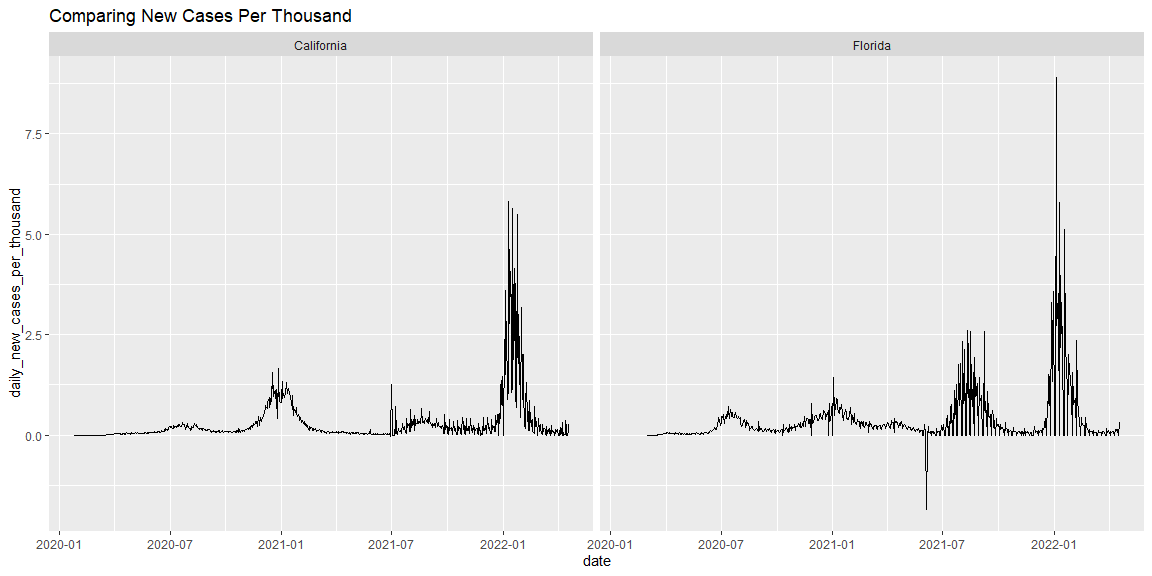 Comparing New Cases Per Thousand
California
Florida
daily_new_cases_per_thousand
7.5
5.0
2.5
0.0
2020-01 2020-07 2021-01 2021-07 2022-01
2020-01 2020-07 2021-01 2021-07 2022-01
date